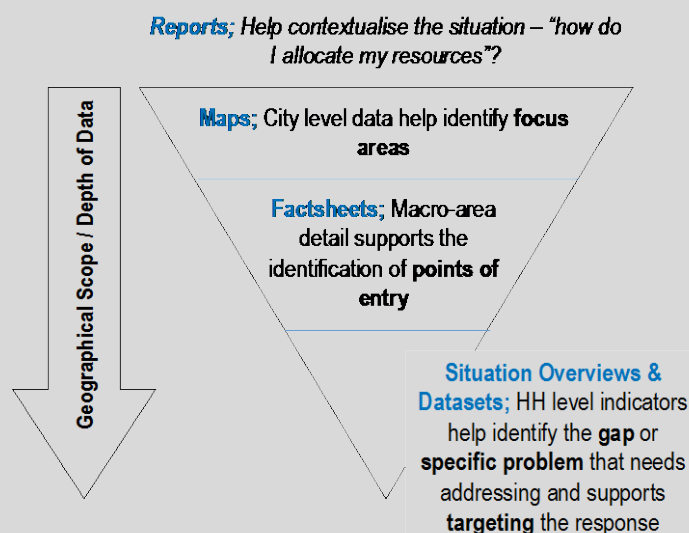 Reports; Help contextualise the situation – “how do
I allocate my resources”?
Maps; City level data help identify focus
areas
Factsheets; Macro-area
detail supports the
identification of points of
entry
Geographical Scope / Depth of Data
Situation Overviews &
Datasets; HH level indicators
help identify the gap or
specific problem that needs
addressing and supports
targeting the response